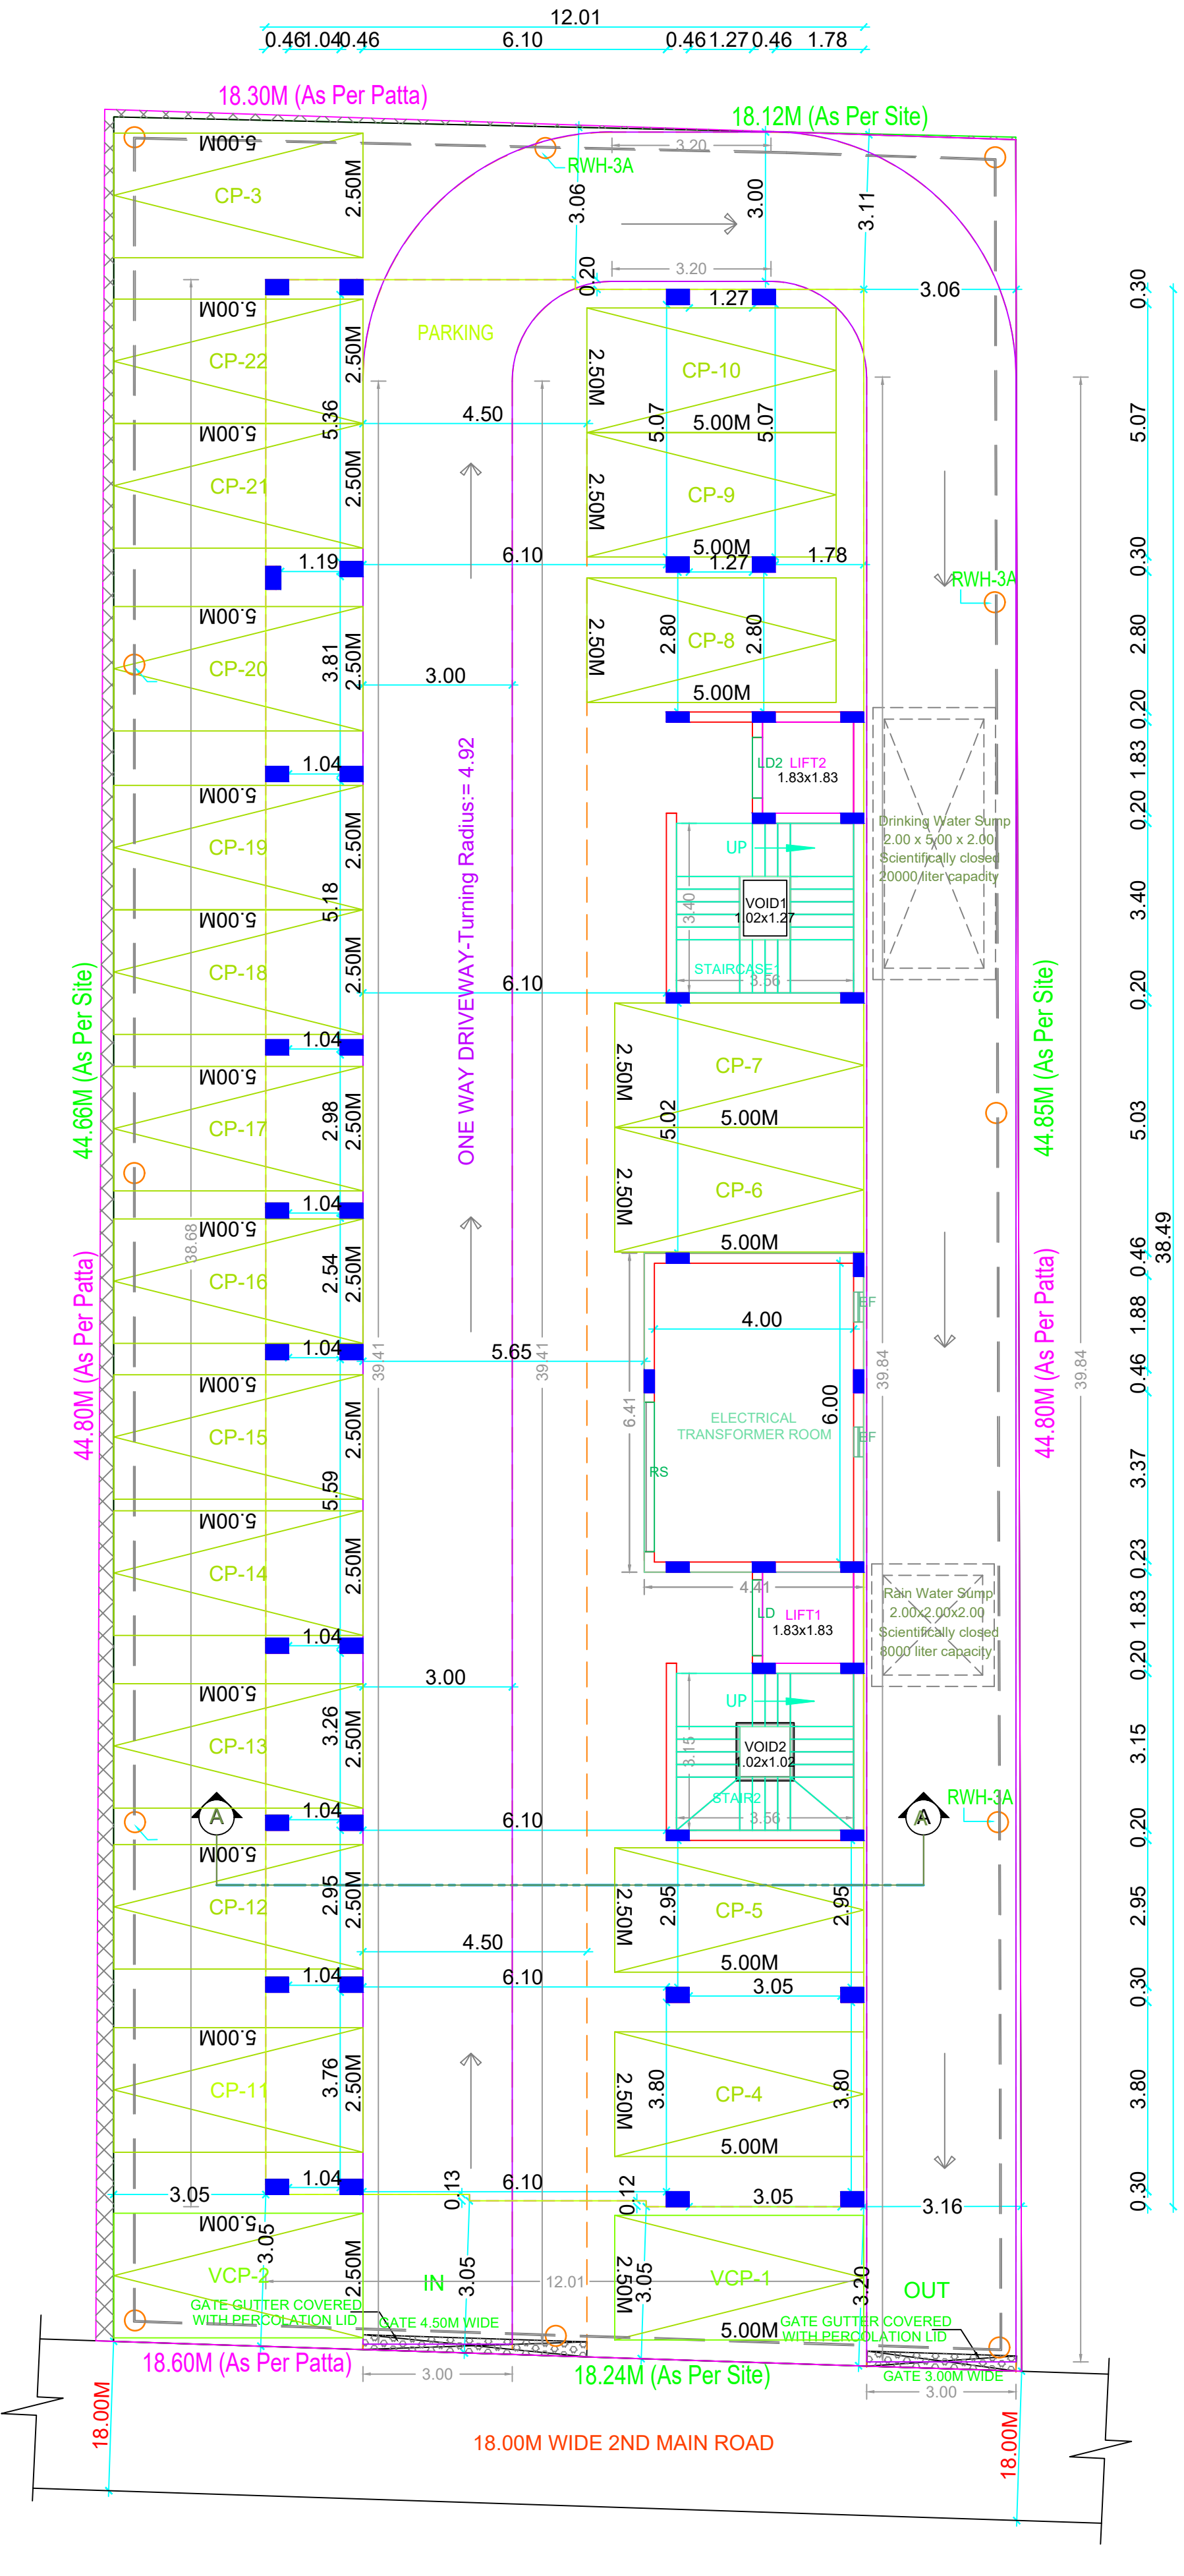 12.01
0.46 1.04 0.46 6.10 0.46 1.27 0.46 1.78
18.30M (As Per Patta)
18.12M (As Per Site)
5.00M
3.20
RWH-3A
CP-3
2.50M
3.06
3.00
3.11
0.20
3.20
1.27
3.06
0.30
5.00M
PARKING
CP-22
2.50M
2.50M
CP-10
5.36
4.50
5.07
5.00M
5.07
5.07
5.00M
CP-21
2.50M
2.50M
CP-9
5.00M
1.19
6.10
1.27
1.78
0.30
RWH-3A
5.00M
CP-20
3.81
2.50M
2.50M
CP-8
2.80
2.80
2.80
3.00
5.00M
0.20
ONE WAY DRIVEWAY-Turning Radius:= 4.92
1.04
LD2
LIFT2
1.83x1.83
1.83
5.00M
0.20
CP-19
2.50M
UP
Drinking Water Sump
2.00 x 5.00 x 2.00
Scientifically closed
20000 liter capacity
5.18
3.40
VOID1
1.02x1.27
3.40
5.00M
CP-18
2.50M
STAIRCASE1
3.56
6.10
0.20
44.66M (As Per Site)
44.85M (As Per Site)
1.04
5.00M
CP-17
2.98
2.50M
2.50M
CP-7
5.02
5.00M
5.03
2.50M
CP-6
1.04
5.00M
5.00M
38.68
CP-16
2.54
2.50M
0.46
38.49
EF
4.00
1.88
44.80M (As Per Patta)
44.80M (As Per Patta)
1.04
5.65
39.41
39.41
39.84
39.84
0.46
5.00M
CP-15
2.50M
6.41
ELECTRICAL
TRANSFORMER ROOM
6.00
EF
RS
3.37
5.59
5.00M
CP-14
2.50M
0.23
4.41
LD
LIFT1
1.83x1.83
Rain Water Sump
2.00x2.00x2.00
Scientifically closed
8000 liter capacity
1.83
1.04
0.20
3.00
5.00M
CP-13
3.26
2.50M
UP
3.15
VOID2
1.02x1.02
3.15
STAIR2
3.56
RWH-3A
A
A
1.04
6.10
0.20
5.00M
CP-12
2.95
2.50M
2.50M
2.95
CP-5
2.95
2.95
4.50
5.00M
1.04
6.10
3.05
0.30
5.00M
CP-11
3.76
2.50M
2.50M
3.80
CP-4
3.80
3.80
5.00M
3.05
1.04
0.13
6.10
0.12
3.05
3.16
0.30
5.00M
3.05
VCP-2
2.50M
IN
3.05
12.01
2.50M
3.05
VCP-1
3.20
OUT
GATE GUTTER COVERED
WITH PERCOLATION LID
GATE 4.50M WIDE
5.00M
GATE GUTTER COVERED
WITH PERCOLATION LID
18.60M (As Per Patta)
3.00
18.24M (As Per Site)
GATE 3.00M WIDE
3.00
18.00M
18.00M WIDE 2ND MAIN ROAD
18.00M